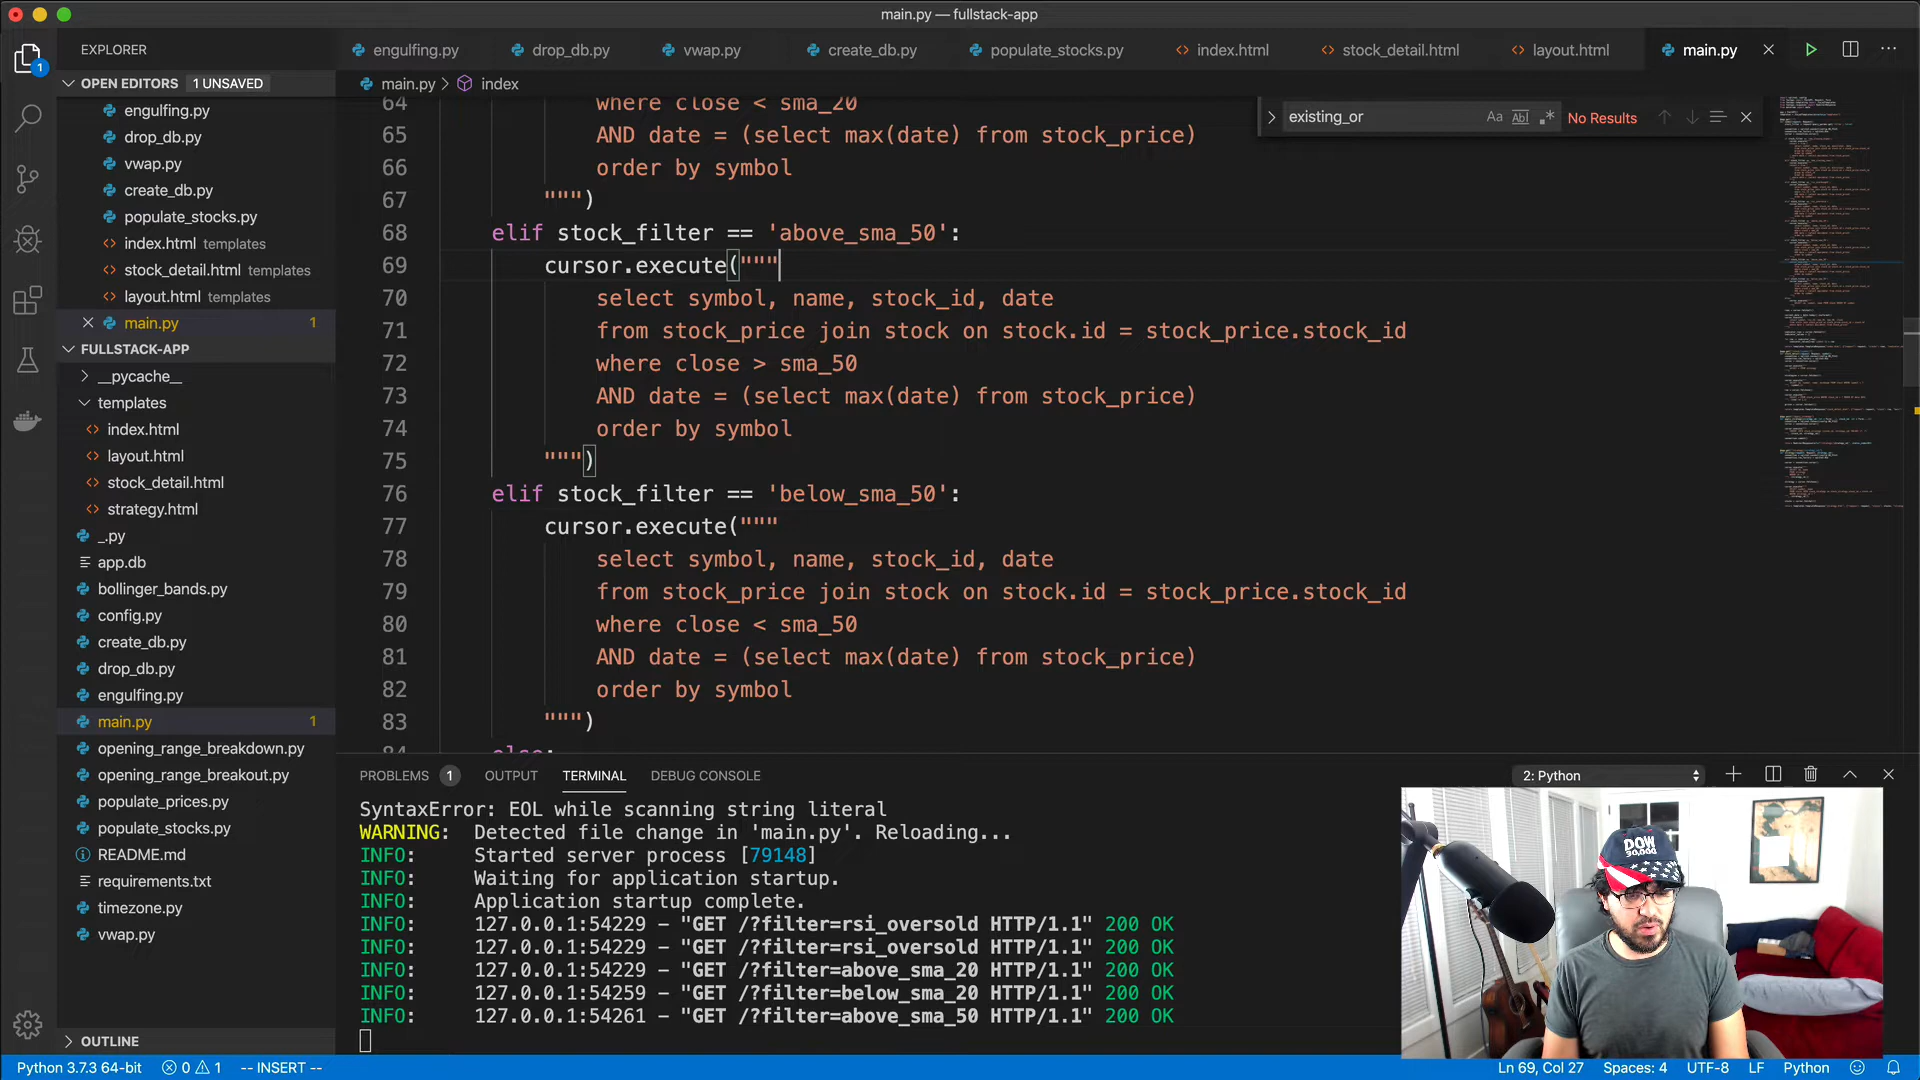 main.py — fullstack-app
EXPLORER
engulfing.py
drop_db.py
vwap.py
create_db.py
populate_stocks.py
index.html
stock_detail.html
layout.html
main.py
OPEN EDITORS
1 UNSAVED
engulfing.py
drop_db.py
vwap.py
create_db.py
populate_stocks.py
index.html templates
stock_detail.html templates
layout.html templates
main.py 1
FULLSTACK-APP
__pycache__
templates
index.html
layout.html
stock_detail.html
strategy.html
_.py
app.db
bollinger_bands.py
config.py
create_db.py
drop_db.py
engulfing.py
main.py 1
opening_range_breakdown.py
opening_range_breakout.py
populate_prices.py
populate_stocks.py
README.md
requirements.txt
timezone.py
vwap.py
OUTLINE
main.py > index
existing_or
Aa Abl .* No Results
64 where close < sma_20
65 AND date = (select max(date) from stock_price)
66 order by symbol
67 """)
68 elif stock_filter == 'above_sma_50':
69 cursor.execute("""
70 select symbol, name, stock_id, date
71 from stock_price join stock on stock.id = stock_price.stock_id
72 where close > sma_50
73 AND date = (select max(date) from stock_price)
74 order by symbol
75 """)
76 elif stock_filter == 'below_sma_50':
77 cursor.execute("""
78 select symbol, name, stock_id, date
79 from stock_price join stock on stock.id = stock_price.stock_id
80 where close < sma_50
81 AND date = (select max(date) from stock_price)
82 order by symbol
83 """)
84 else:
PROBLEMS 1 OUTPUT TERMINAL DEBUG CONSOLE
2: Python
SyntaxError: EOL while scanning string literal
WARNING: Detected file change in 'main.py'. Reloading...
INFO: Started server process [79148]
INFO: Waiting for application startup.
INFO: Application startup complete.
INFO: 127.0.0.1:54229 – "GET /?filter=rsi_oversold HTTP/1.1" 200 OK
INFO: 127.0.0.1:54229 – "GET /?filter=rsi_oversold HTTP/1.1" 200 OK
INFO: 127.0.0.1:54229 – "GET /?filter=above_sma_20 HTTP/1.1" 200 OK
INFO: 127.0.0.1:54259 – "GET /?filter=below_sma_20 HTTP/1.1" 200 OK
INFO: 127.0.0.1:54261 – "GET /?filter=above_sma_50 HTTP/1.1" 200 OK
DOW
30,000
1
Python 3.7.3 64-bit
0 1
-- INSERT --
Ln 69, Col 27
Spaces: 4
UTF-8
LF
Python